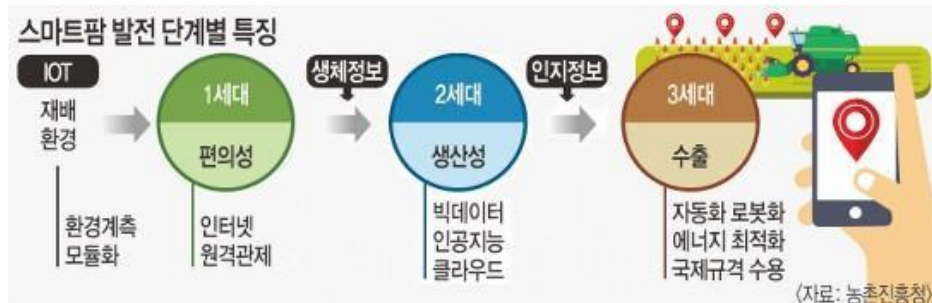 스마트팜 발전 단계별 특징
IOT
재배
환경
환경계측
모듈화
1세대
편의성
인터넷
원격관제
생체정보
2세대
생산성
빅데이터
인공지능
클라우드
인지정보
3세대
수출
자동화 로봇화
에너지 최적화
국제규격 수용
〈자료: 농촌진흥청〉